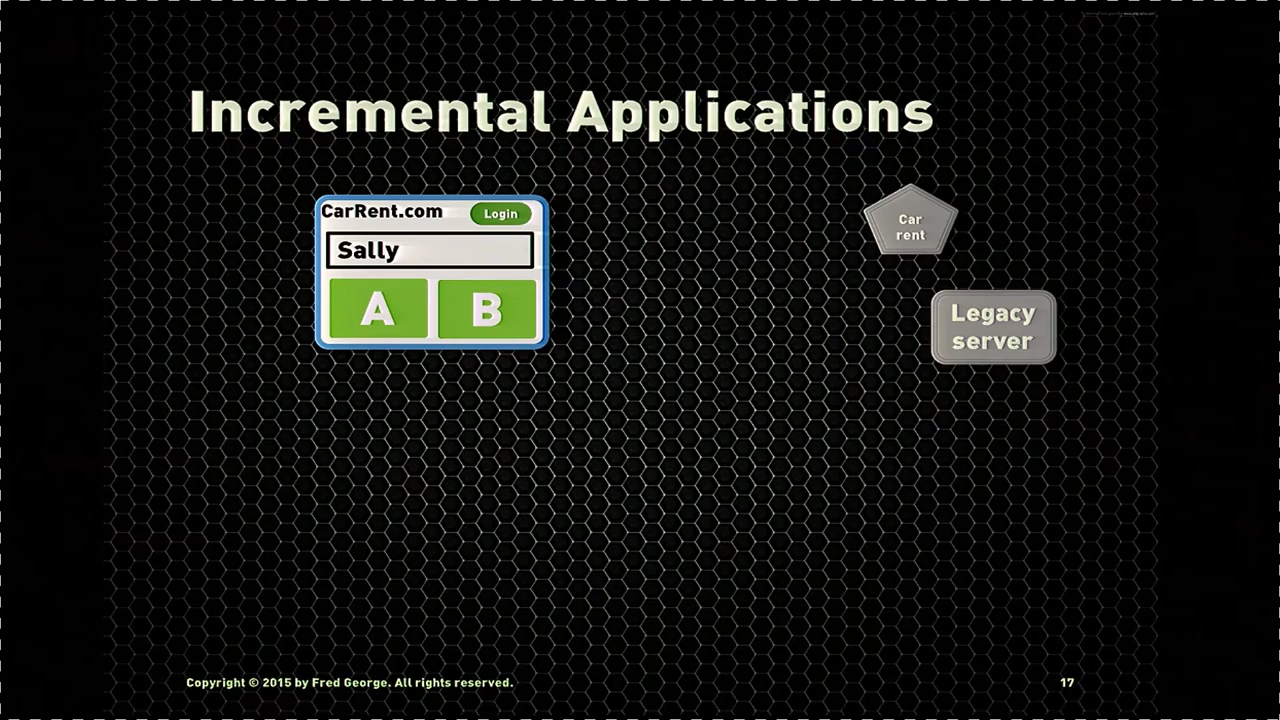 Incremental Applications
CarRent.com
Login
Sally
A
B
Car
rent
Legacy
server
Copyright © 2015 by Fred George. All rights reserved.
17